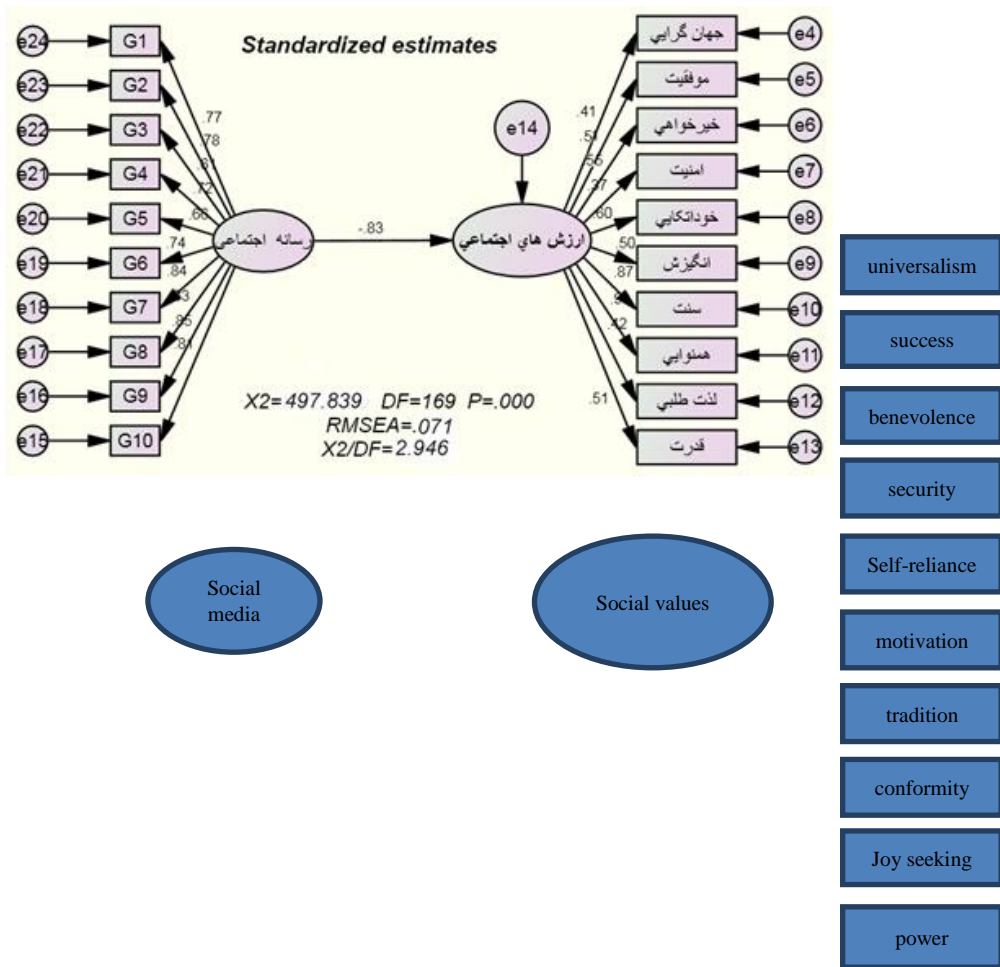 Standardized estimates
e24
G1
e23
G2
e22
G3
e21
G4
e20
G5
e19
G6
e18
G7
e17
G8
e16
G9
e15
G10
.77
.78
.72
.66
.74
.84
.85
.81
رسانه اجتماعی
-.83
e14
ارزش هاي اجتماعي
.41
.51
.55
.37
.60
.50
.87
.42
.51
جهان گرايي
e4
موفقيت
e5
خيرخواهي
e6
امنيت
e7
خوداتكايي
e8
انگيزش
e9
سنت
e10
همنوايي
e11
لذت طلبي
e12
قدرت
e13
X2=497.839 DF=169 P=.000
RMSEA=.071
X2/DF=2.946
universalism
success
benevolence
security
Self-reliance
motivation
tradition
conformity
Joy seeking
power
Social
media
Social values